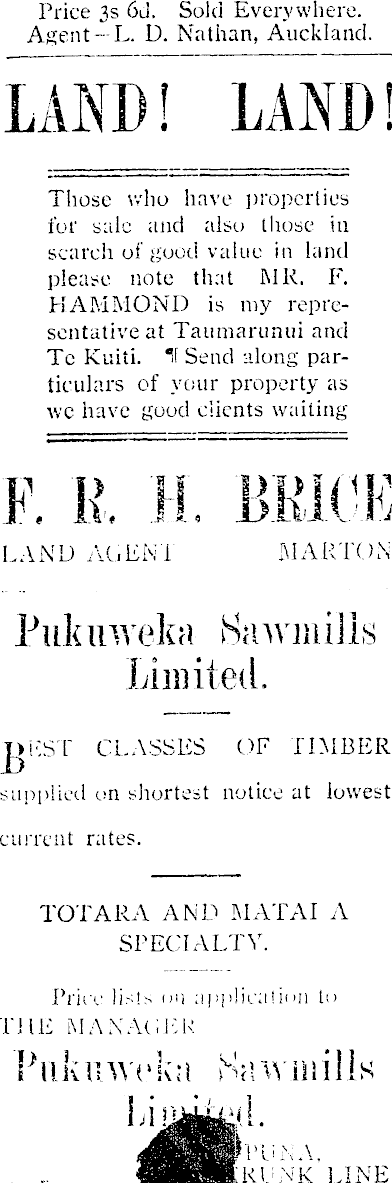 Price 3s 6d. Sold Everywhere.
Agent—L. D. Nathan, Auckland.
LAND! LAND!
Those who have properties
for sale and also those in
search of good value in land
please note that MR. F.
HAMMOND is my repre-
sentative at Taumarunui and
Te Kuiti. ¶ Send along par-
ticulars of your property as
we have good clients waiting
F. R. H. BRICE
LAND AGENT MARTON
Pukuweka Sawmills
Limited.
BEST CLASSES OF TIMBER
supplied on shortest notice at lowest
current rates.
TOTARA AND MATAI A
SPECIALTY.
Price lists on application to
THE MANAGER
Pukuweka Sawmills
Limited.
PUNA,
RUNK LINE